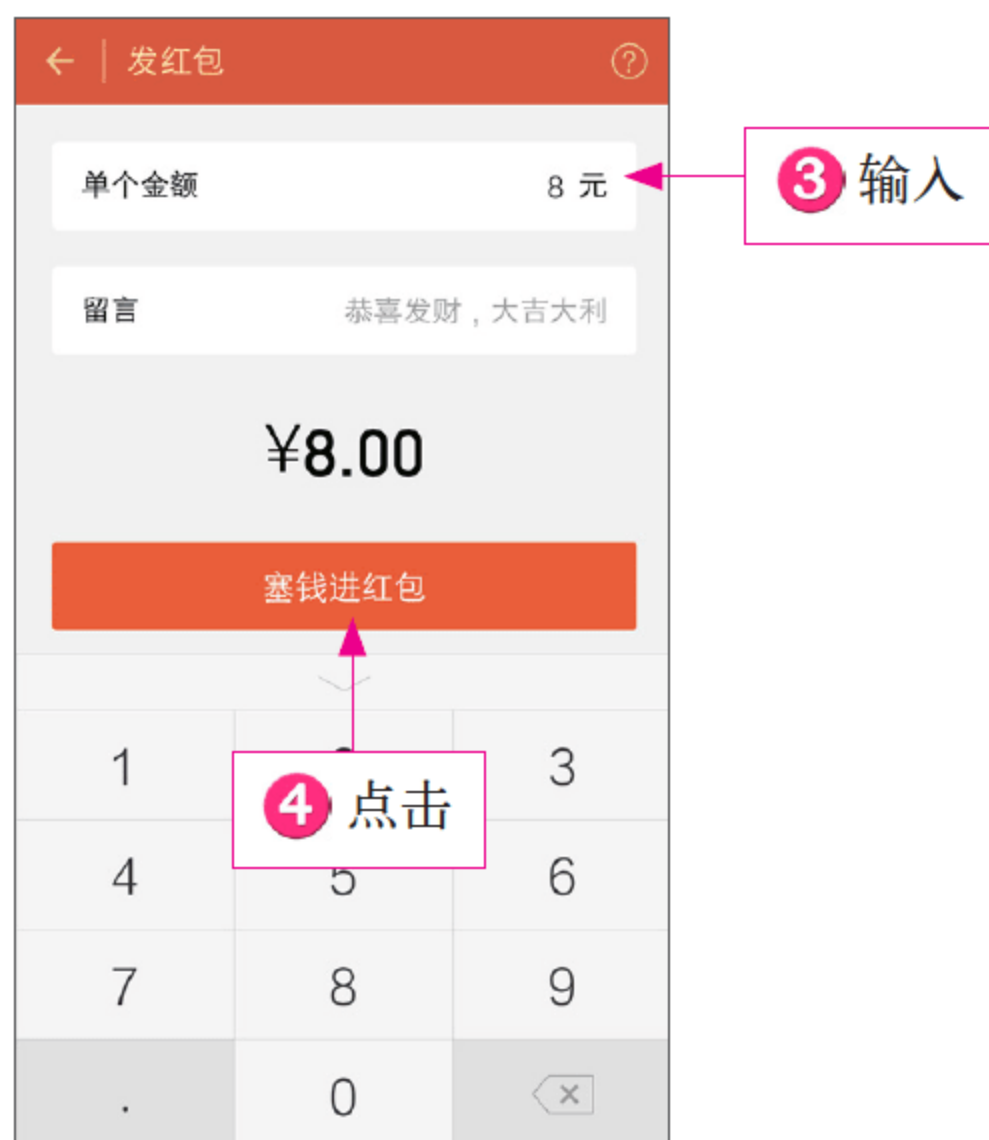 发红包
单个金额 8 元
❸ 输入
留言 恭喜发财，大吉大利
¥8.00
塞钱进红包
1 3
❹ 点击
4 5 6
7 8 9
. 0